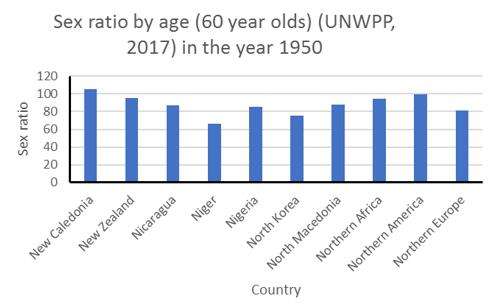 Sex ratio by age (60 year olds) (UNWPP,
2017) in the year 1950
120
100
80
60
40
20
0
Sex ratio
New Caledonia
New Zealand
Nicaragua
Niger
Nigeria
North Korea
North Macedonia
Northern Africa
Northern America
Northern Europe
Country